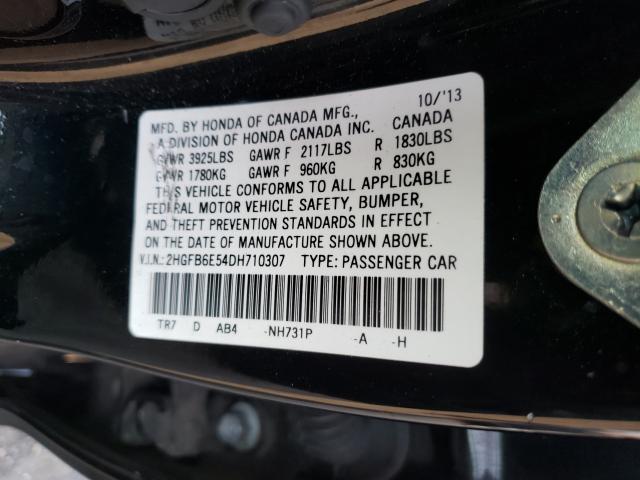 10/'13
MFD. BY HONDA OF CANADA MFG.,
A DIVISION OF HONDA CANADA INC. CANADA
GVWR 3925LBS GAWR F 2117LBS R 1830LBS
GVWR 1780KG GAWR F 960KG R 830KG
THIS VEHICLE CONFORMS TO ALL APPLICABLE
FEDERAL MOTOR VEHICLE SAFETY, BUMPER,
AND THEFT PREVENTION STANDARDS IN EFFECT
ON THE DATE OF MANUFACTURE SHOWN ABOVE.
V.I.N.:2HGFB6E54DH710307 TYPE: PASSENGER CAR
TR7 D AB4 -NH731P -A -H